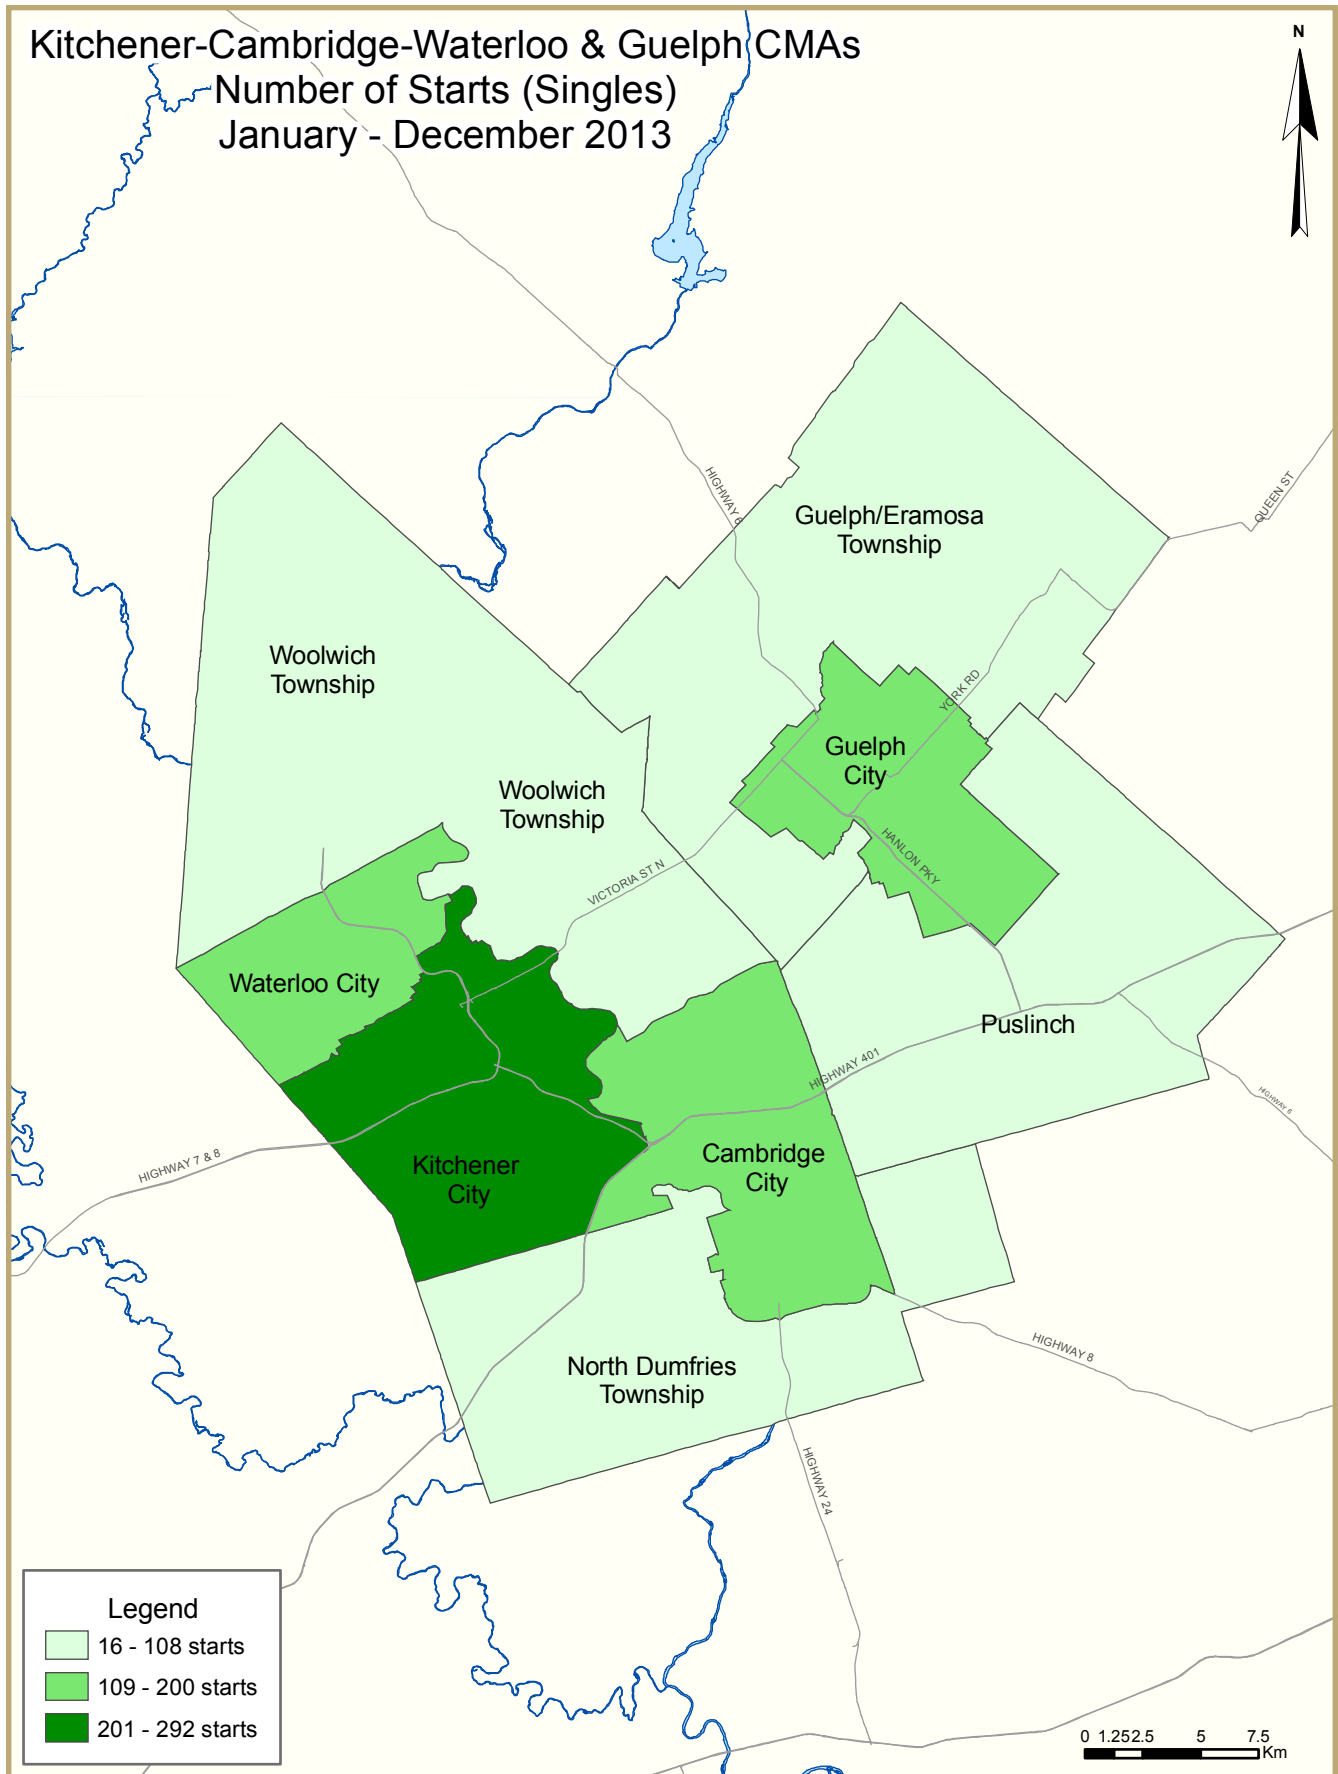 Kitchener-Cambridge-Waterloo & Guelph CMAs
Number of Starts (Singles)
January - December 2013
N
HIGHWAY 6
QUEEN ST
Guelph/Eramosa
Township
Woolwich
Township
YORK RD
Guelph
City
Woolwich
Township
HANLON PKY
VICTORIA ST N
Waterloo City
Puslinch
HIGHWAY 401
HIGHWAY 6
Cambridge
City
HIGHWAY 7 & 8
Kitchener
City
HIGHWAY 8
North Dumfries
Township
HIGHWAY 24
Legend
16 - 108 starts
109 - 200 starts
201 - 292 starts
0 1.25 2.5 5 7.5
Km